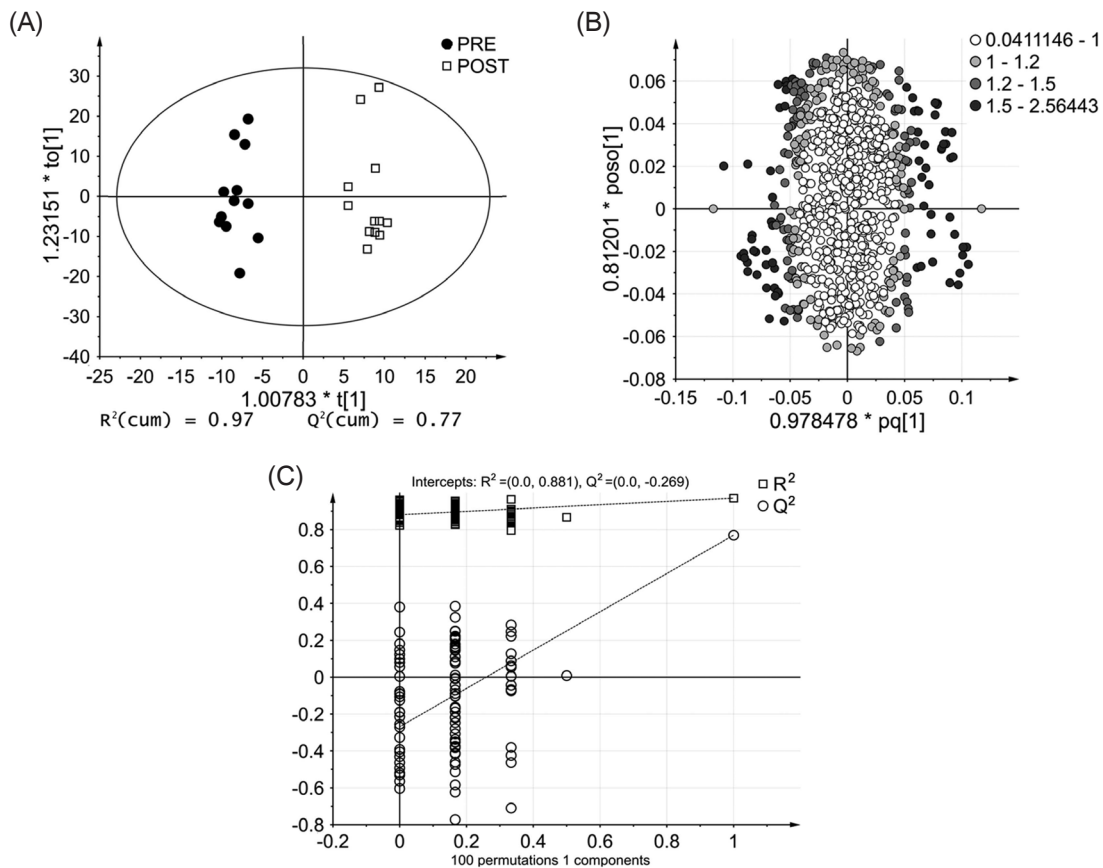 (A)
PRE
POST
1.23151 * to[1]
40
30
20
10
0
-10
-20
-30
-40
-25 -20 -15 -10 -5 0 5 10 15 20
1.00783 * t[1]
R²(cum) = 0.97 Q²(cum) = 0.77
(B)
0.0411146 - 1
1 - 1.2
1.2 - 1.5
1.5 - 2.56443
0.81201 * poso[1]
0.06
0.04
0.02
0
-0.02
-0.04
-0.06
-0.08
-0.15 -0.1 -0.05 0 0.05 0.1
0.978478 * pq[1]
(C)
Intercepts: R²=(0.0, 0.881), Q²=(0.0, -0.269)
R²
Q²
0.8
0.6
0.4
0.2
0
-0.2
-0.4
-0.6
-0.8
-0.2 0 0.2 0.4 0.6 0.8 1
100 permutations 1 components